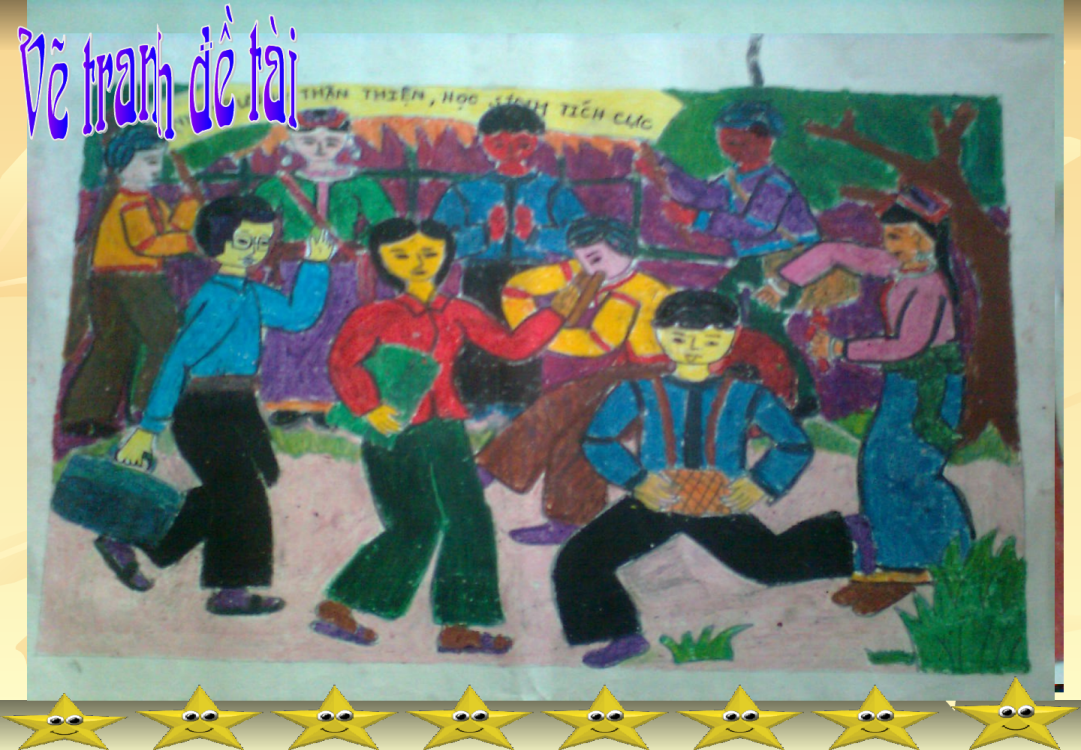 Vẽ tranh đề tài
THÂN THIỆN, HỌC SINH TÍCH CỰC